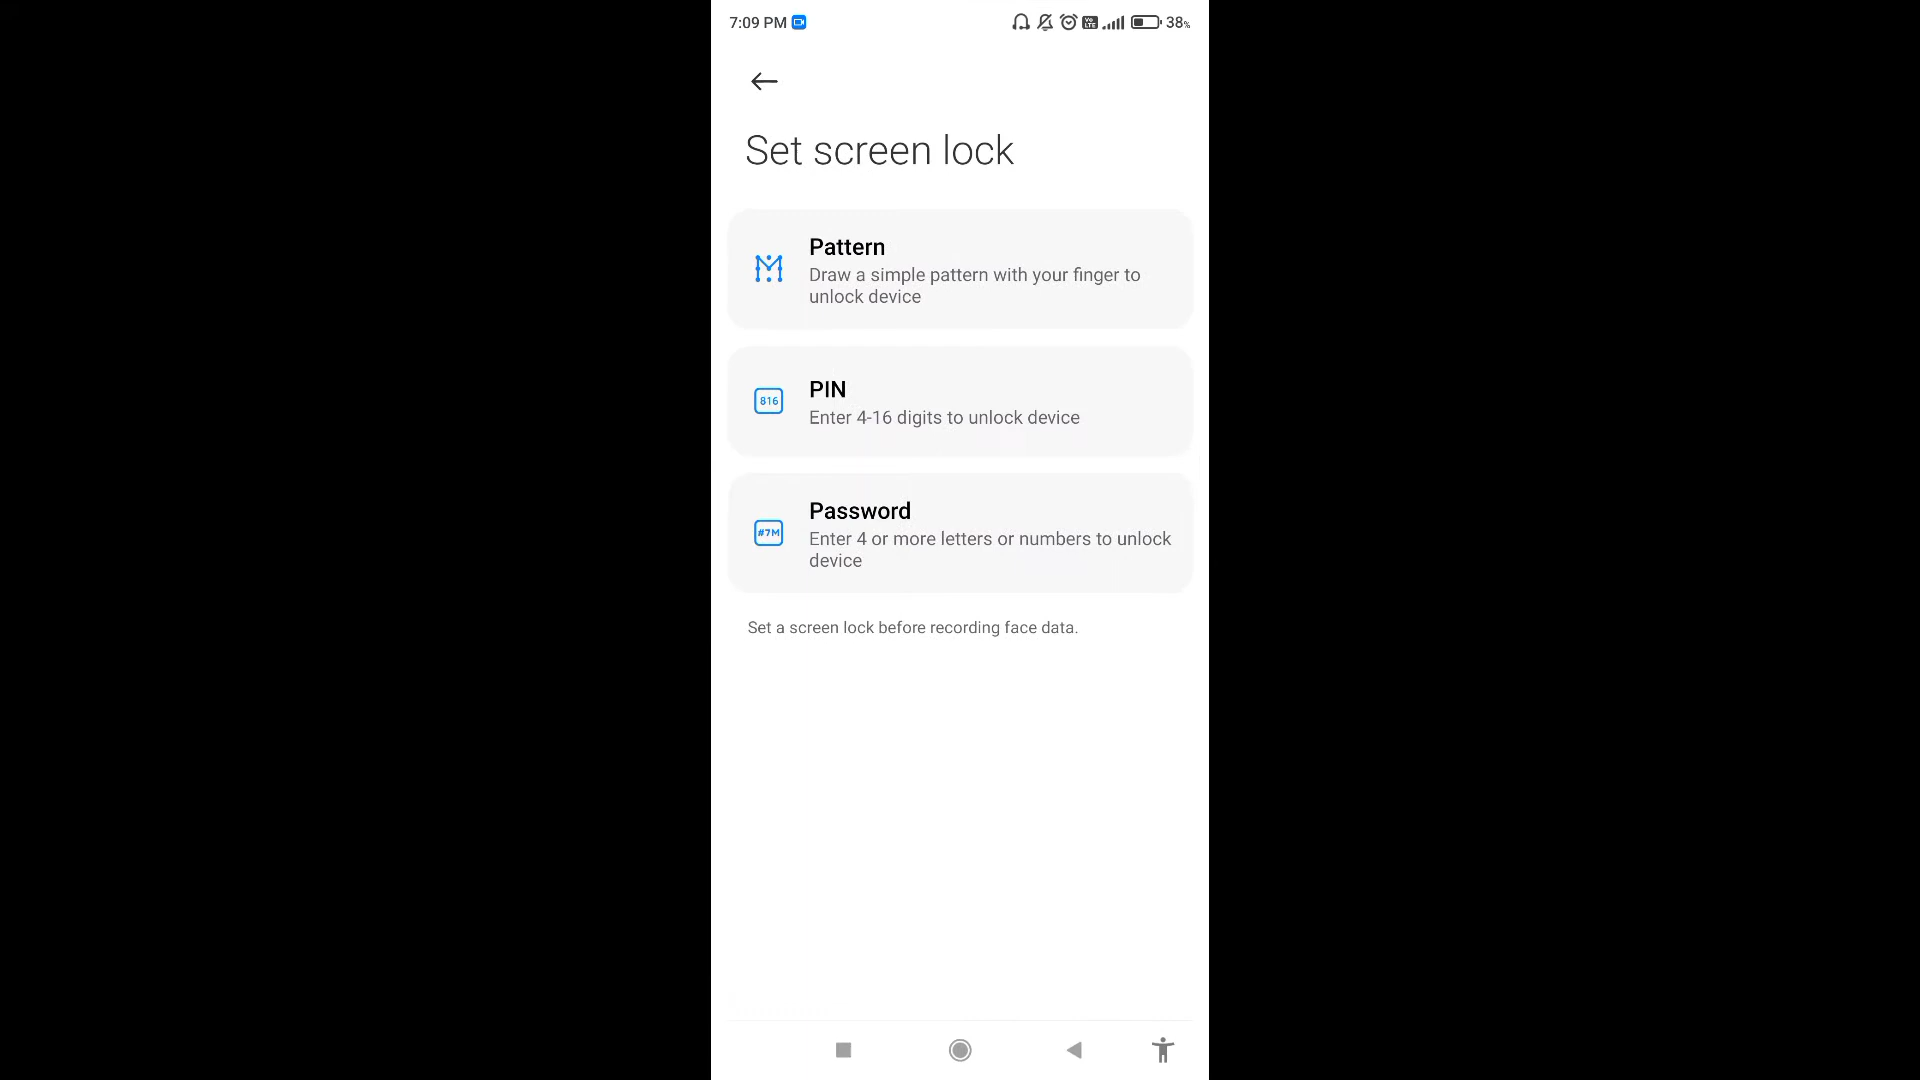 7:09 PM
Vo
LTE
38%
Set screen lock
Pattern
Draw a simple pattern with your finger to
unlock device
816
PIN
Enter 4-16 digits to unlock device
#7M
Password
Enter 4 or more letters or numbers to unlock
device
Set a screen lock before recording face data.